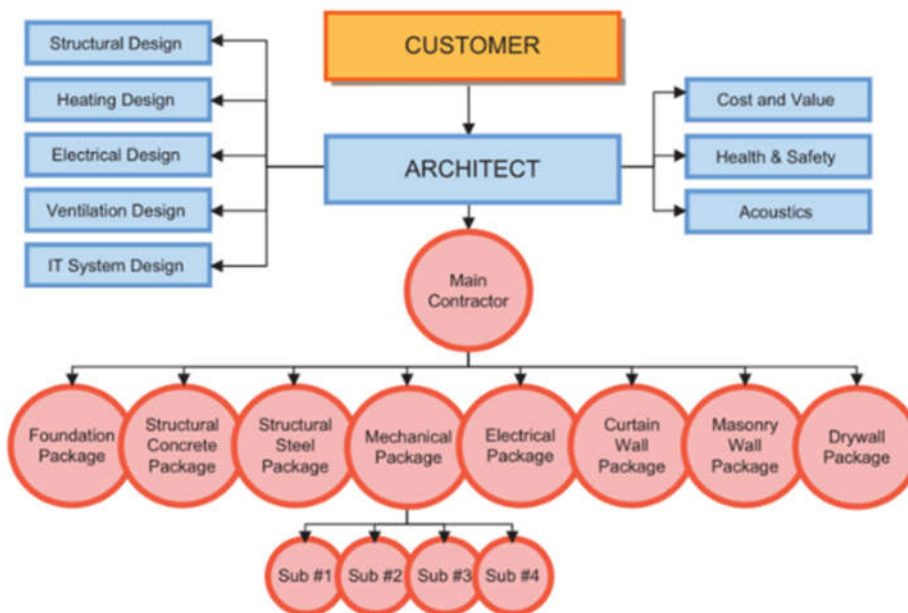 CUSTOMER
Structural Design
Heating Design
Electrical Design
Ventilation Design
IT System Design
ARCHITECT
Cost and Value
Health & Safety
Acoustics
Main
Contractor
Foundation
Package
Structural
Concrete
Package
Structural
Steel
Package
Mechanical
Package
Electrical
Package
Curtain
Wall
Package
Masonry
Wall
Package
Drywall
Package
Sub #1
Sub #2
Sub #3
Sub #4